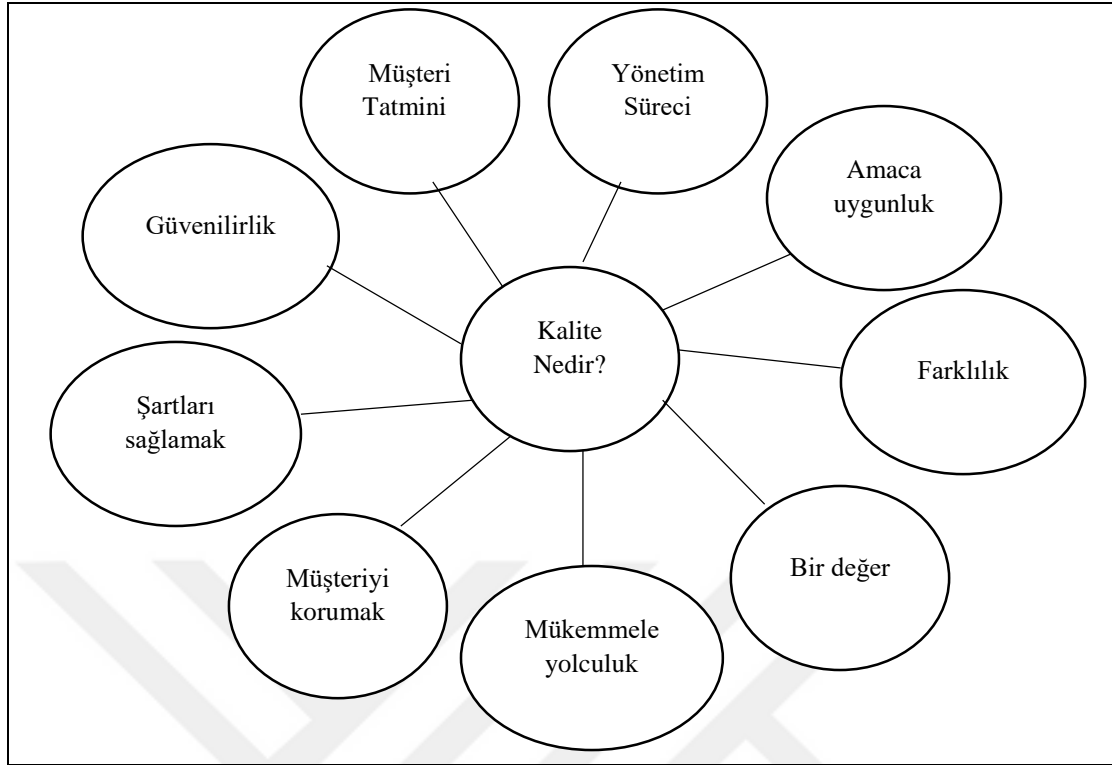 Müşteri
Tatmini
Yönetim
Süreci
Amaca
uygunluk
Güvenilirlik
Kalite
Nedir?
Farklılık
Şartları
sağlamak
Bir değer
Müşteriyi
korumak
Mükemmele
yolculuk